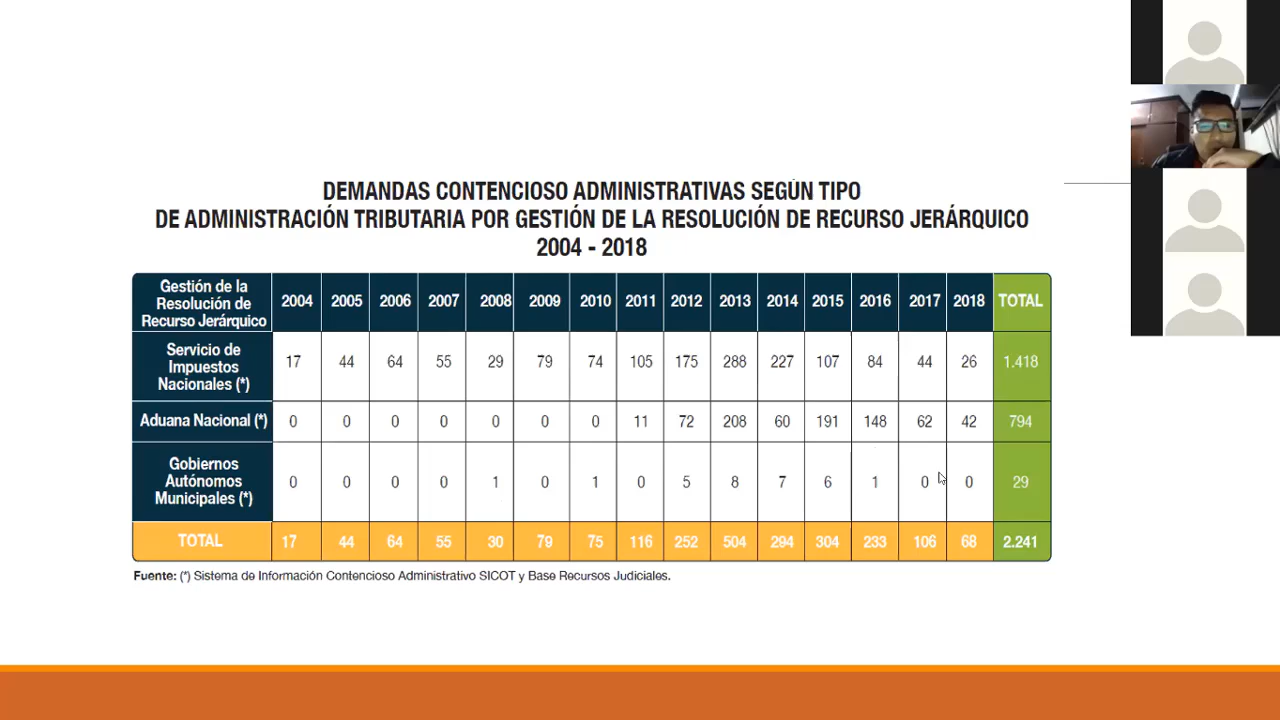 DEMANDAS CONTENCIOSO ADMINISTRATIVAS SEGÚN TIPO
DE ADMINISTRACIÓN TRIBUTARIA POR GESTIÓN DE LA RESOLUCIÓN DE RECURSO JERÁRQUICO
2004 - 2018
Gestión de la
Resolución de
Recurso Jerárquico
2004 2005 2006 2007 2008 2009 2010 2011 2012 2013 2014 2015 2016 2017 2018 TOTAL
Servicio de
Impuestos
Nacionales (*)
17 44 64 55 29 79 74 105 175 288 227 107 84 44 26 1.418
Aduana Nacional (*) 0 0 0 0 0 0 0 11 72 208 60 191 148 62 42 794
Gobiernos
Autónomos
Municipales (*)
0 0 0 0 1 0 1 0 5 8 7 6 1 0 0 29
TOTAL 17 44 64 55 30 79 75 116 252 504 294 304 233 106 68 2.241
Fuente: (*) Sistema de Información Contencioso Administrativo SICOT y Base Recursos Judiciales.